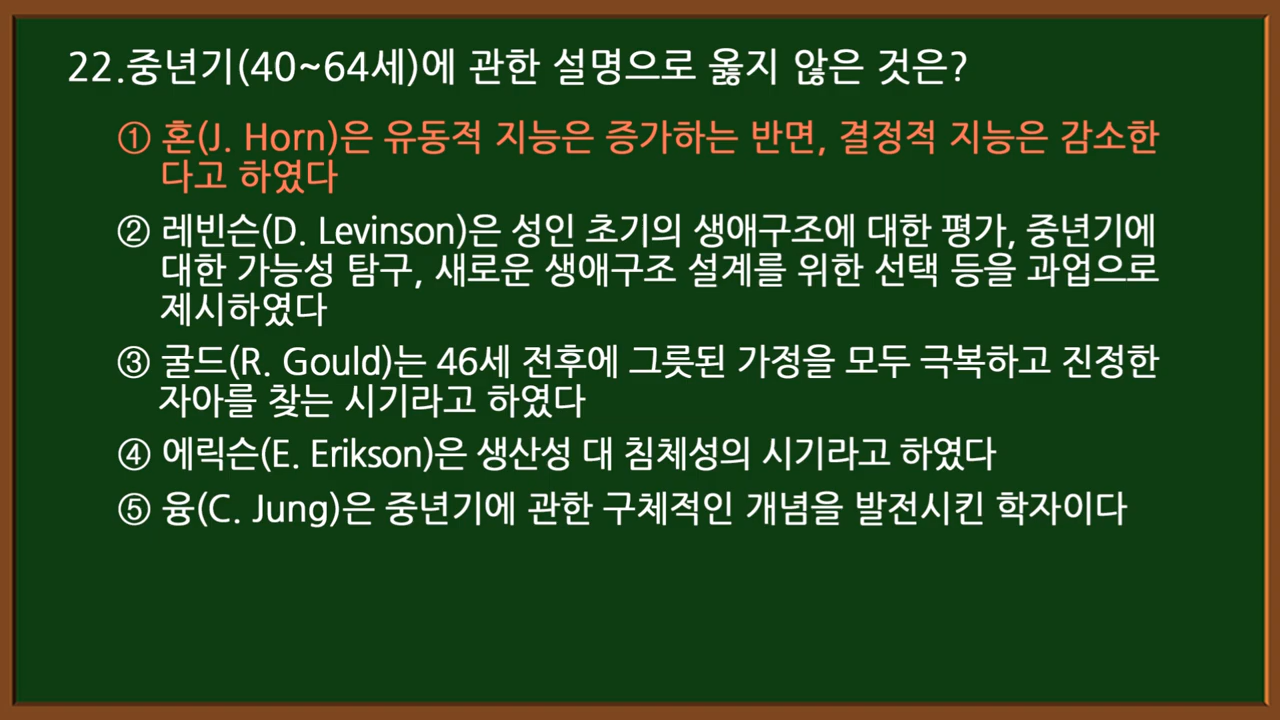 22.중년기(40~64세)에 관한 설명으로 옳지 않은 것은?
① 혼(J. Horn)은 유동적 지능은 증가하는 반면, 결정적 지능은 감소한
다고 하였다
② 레빈슨(D. Levinson)은 성인 초기의 생애구조에 대한 평가, 중년기에
대한 가능성 탐구, 새로운 생애구조 설계를 위한 선택 등을 과업으로
제시하였다
③ 굴드(R. Gould)는 46세 전후에 그릇된 가정을 모두 극복하고 진정한
자아를 찾는 시기라고 하였다
④ 에릭슨(E. Erikson)은 생산성 대 침체성의 시기라고 하였다
⑤ 융(C. Jung)은 중년기에 관한 구체적인 개념을 발전시킨 학자이다